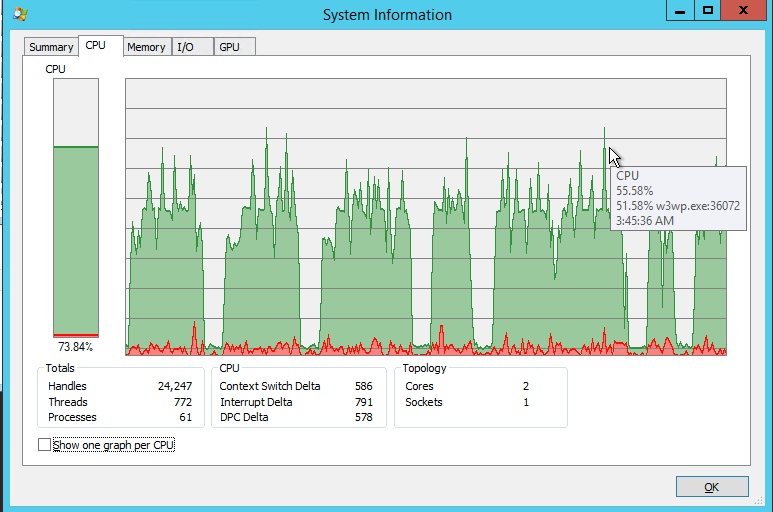 System Information
Summary
CPU
Memory
I/O
GPU
CPU
CPU
55.58%
51.58% w3wp.exe:36072
3:45:36 AM
73.84%
Totals
Handles 24,247
Threads 772
Processes 61
CPU
Context Switch Delta 586
Interrupt Delta 791
DPC Delta 578
Topology
Cores 2
Sockets 1
Show one graph per CPU
OK